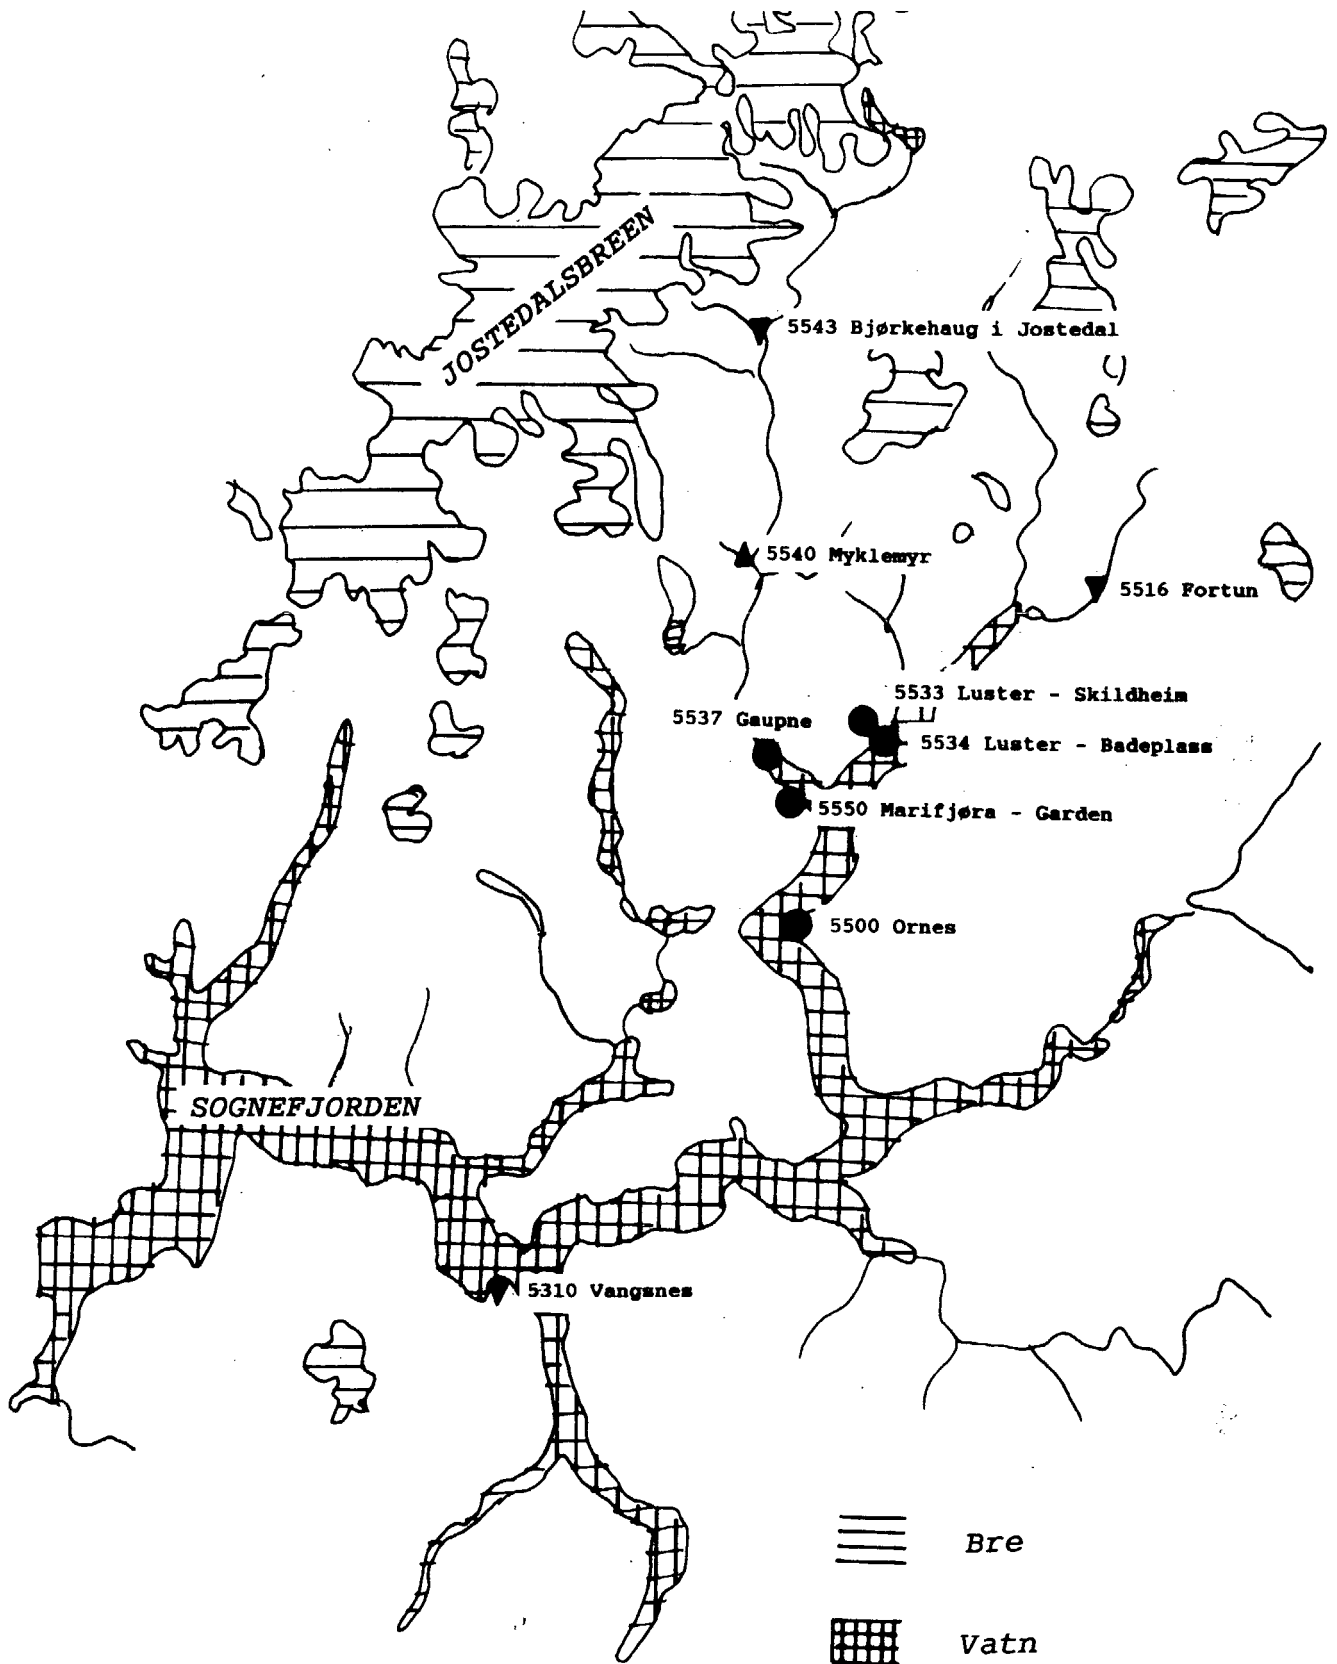 JOSTEDALSBREEN
5543 Bjørkehaug i Jostedal
5540 Myklemyr
5516 Fortun
5533 Luster - Skildheim
5537 Gaupne
5534 Luster - Badeplass
5550 Marifjøra - Garden
5500 Ornes
SOGNEFJORDEN
5310 Vangsnes
Bre
Vatn